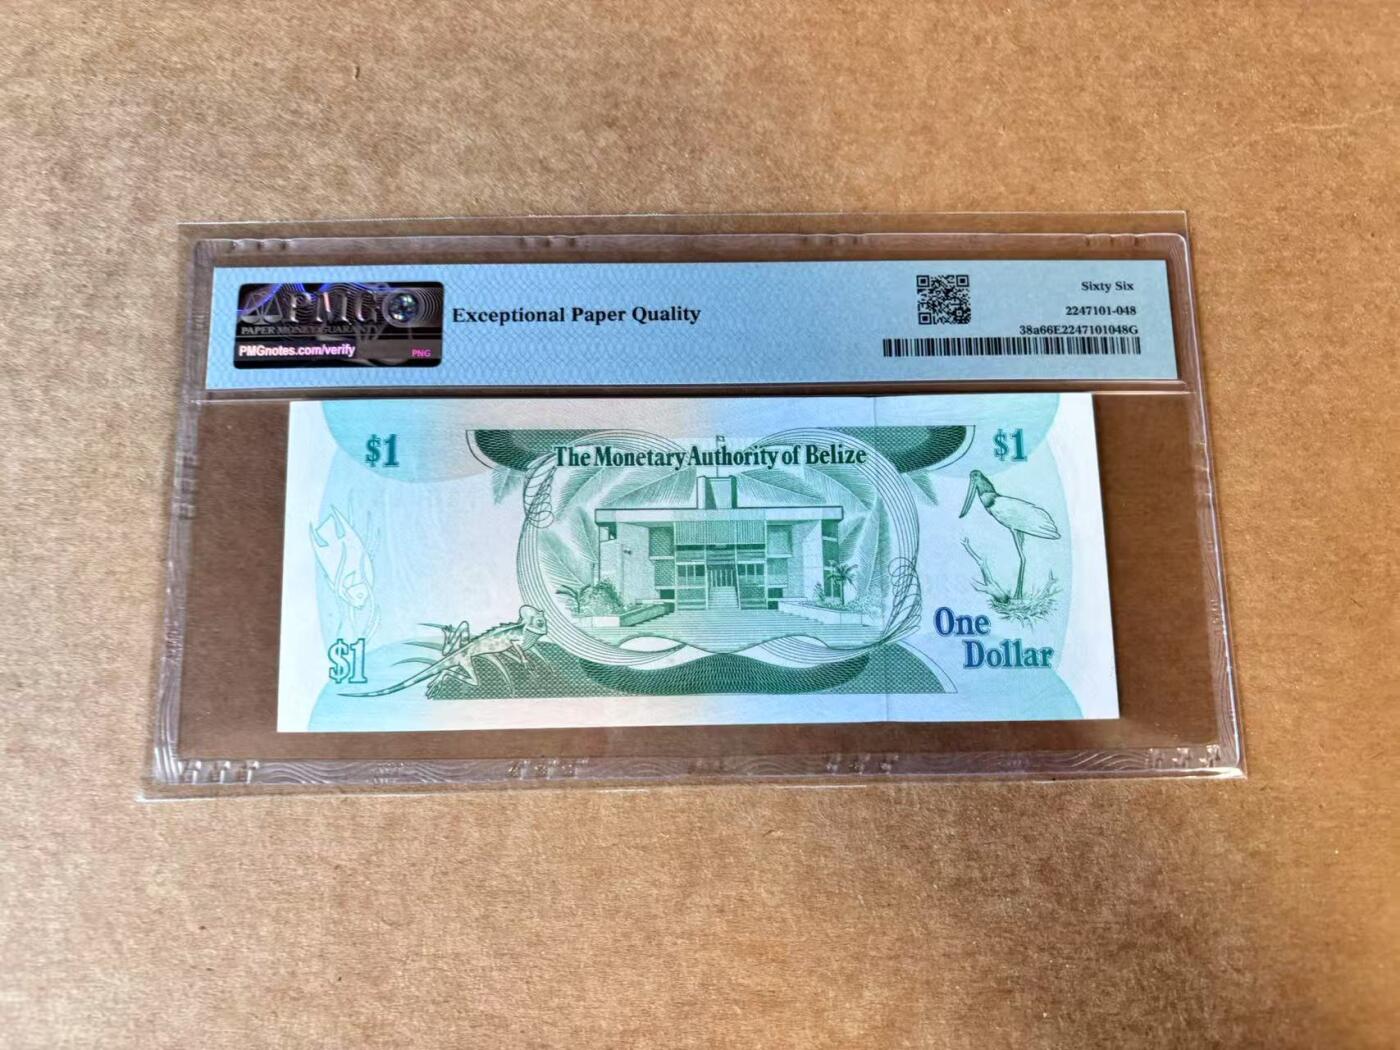 PMG
PAPER MONEY GUARANTY
PMGnotes.com/verify
PNG
Exceptional Paper Quality
Sixty Six
2247101-048
38a66E2247101048G
$1
The Monetary Authority of Belize
$1
One
Dollar
$1